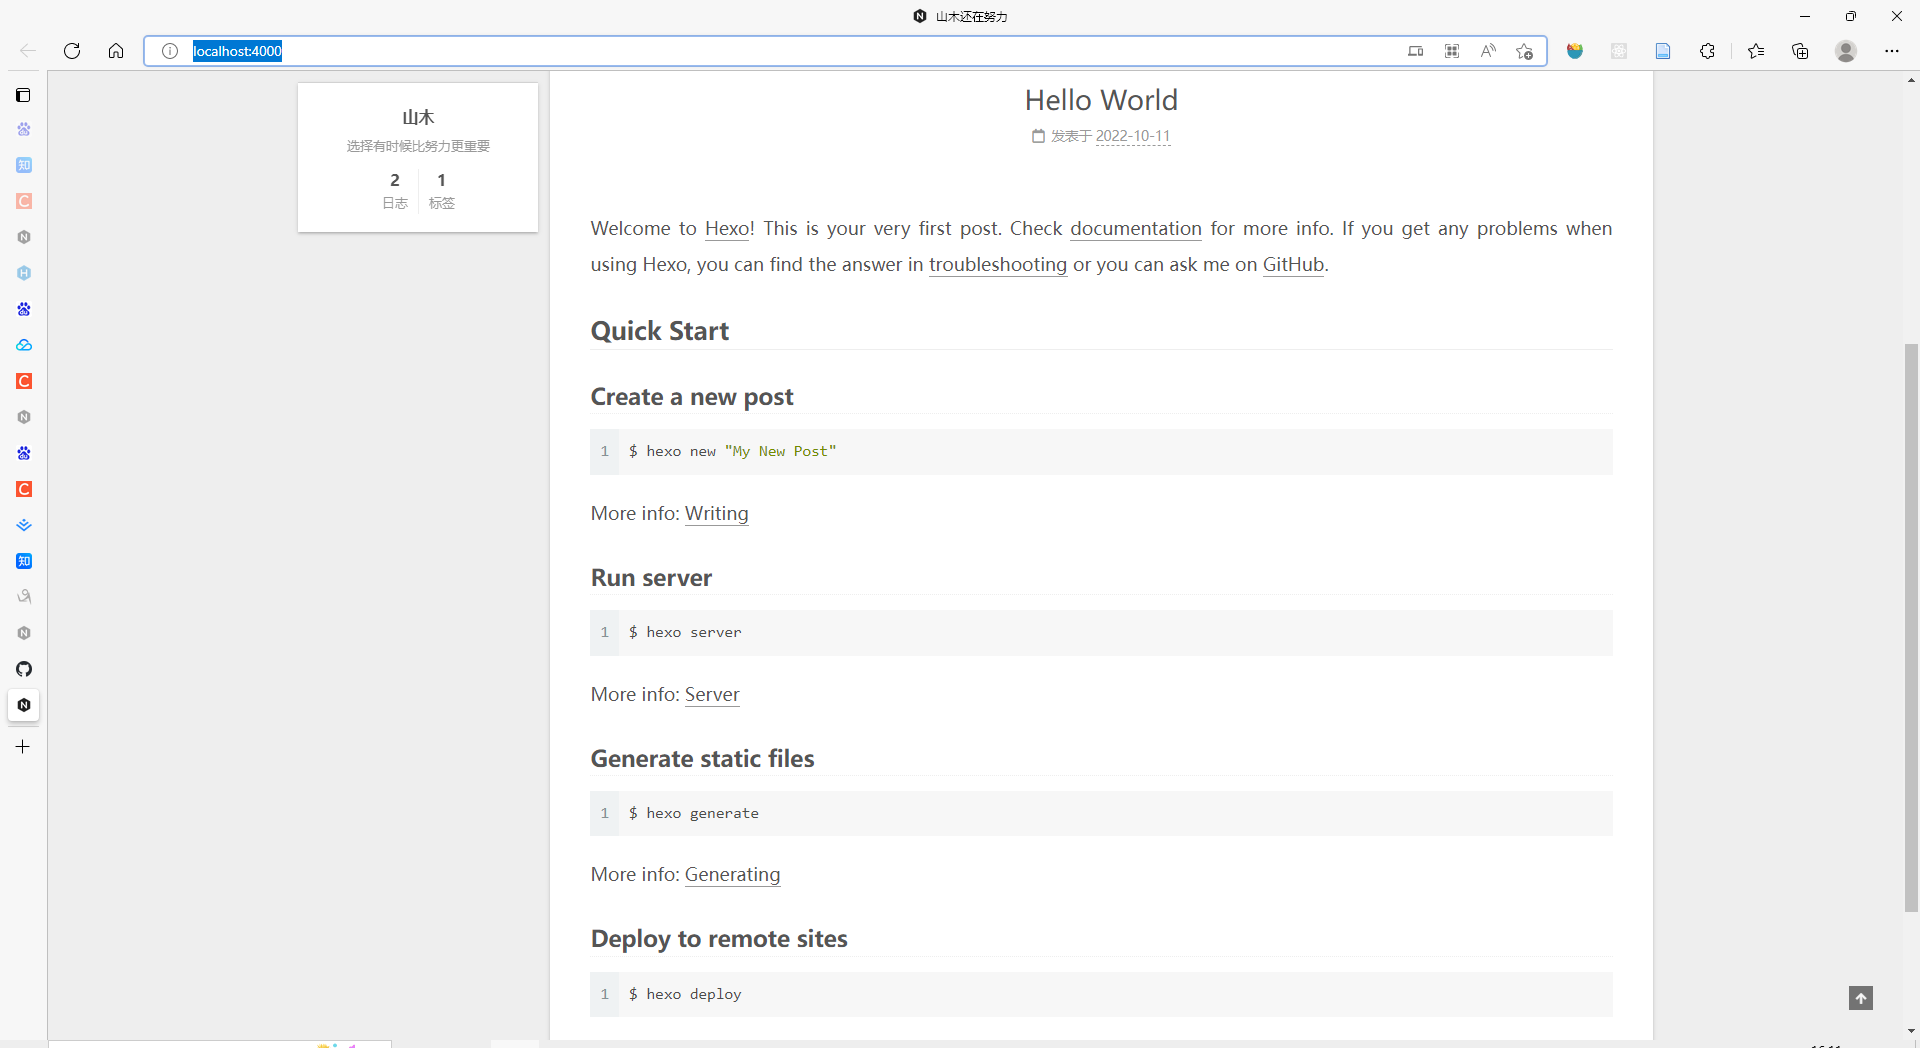 山木还在努力
localhost:4000
山木
选择有时候比努力更重要
2 1
日志 标签
Hello World
发表于 2022-10-11
Welcome to Hexo! This is your very first post. Check documentation for more info. If you get any problems when
using Hexo, you can find the answer in troubleshooting or you can ask me on GitHub.
Quick Start
Create a new post
1 $ hexo new "My New Post"
More info: Writing
Run server
1 $ hexo server
More info: Server
Generate static files
1 $ hexo generate
More info: Generating
Deploy to remote sites
1 $ hexo deploy